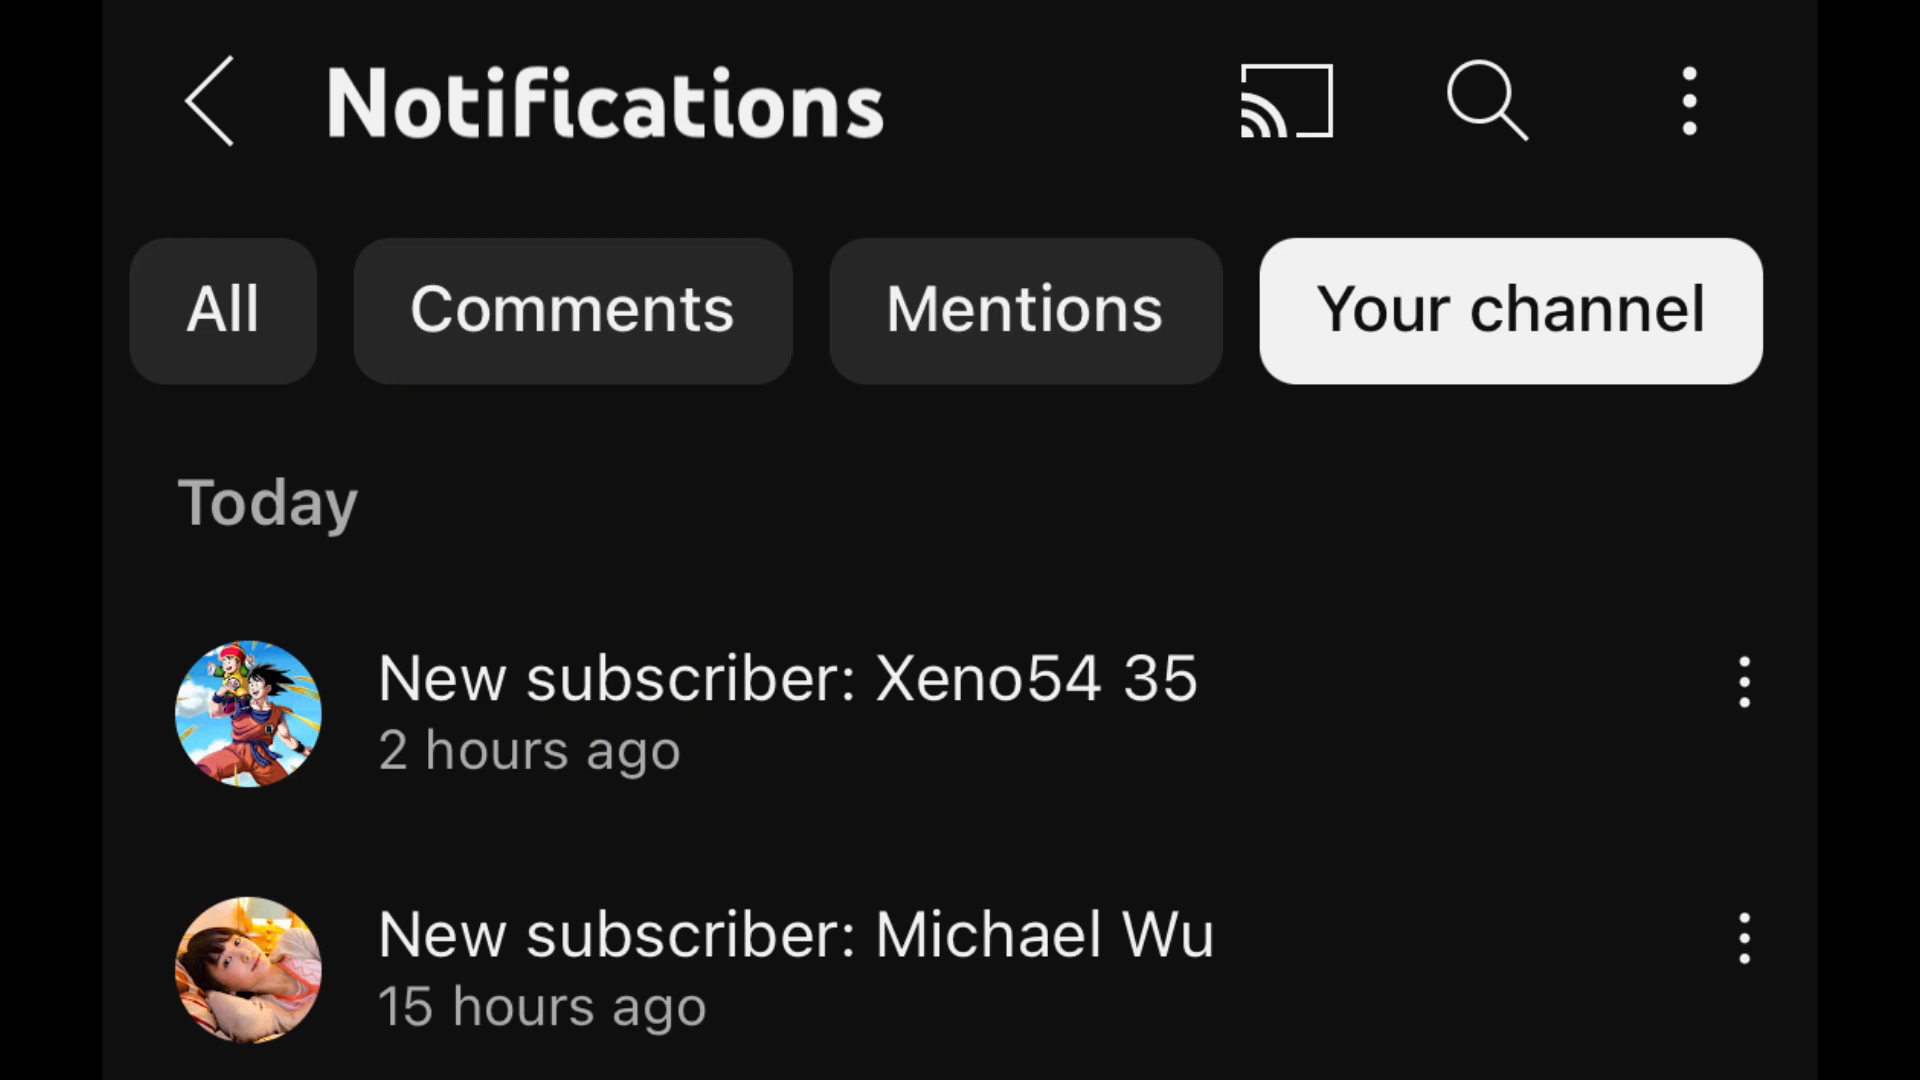 Notifications
All Comments Mentions Your channel
Today
New subscriber: Xeno54 35
2 hours ago
New subscriber: Michael Wu
15 hours ago